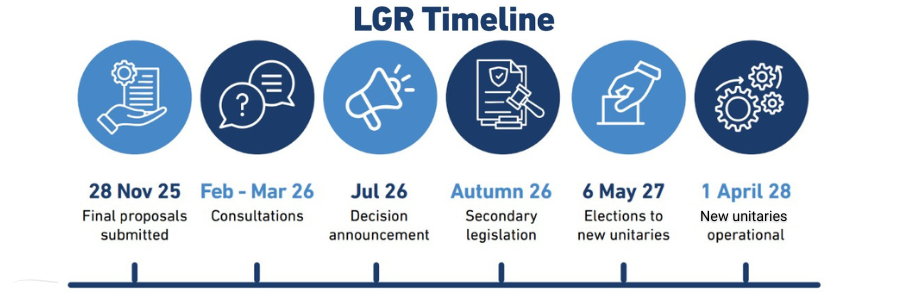 LGR Timeline
?
28 Nov 25
Final proposals
submitted
Feb - Mar 26
Consultations
Jul 26
Decision
announcement
Autumn 26
Secondary
legislation
6 May 27
Elections to
new unitaries
1 April 28
New unitaries
operational